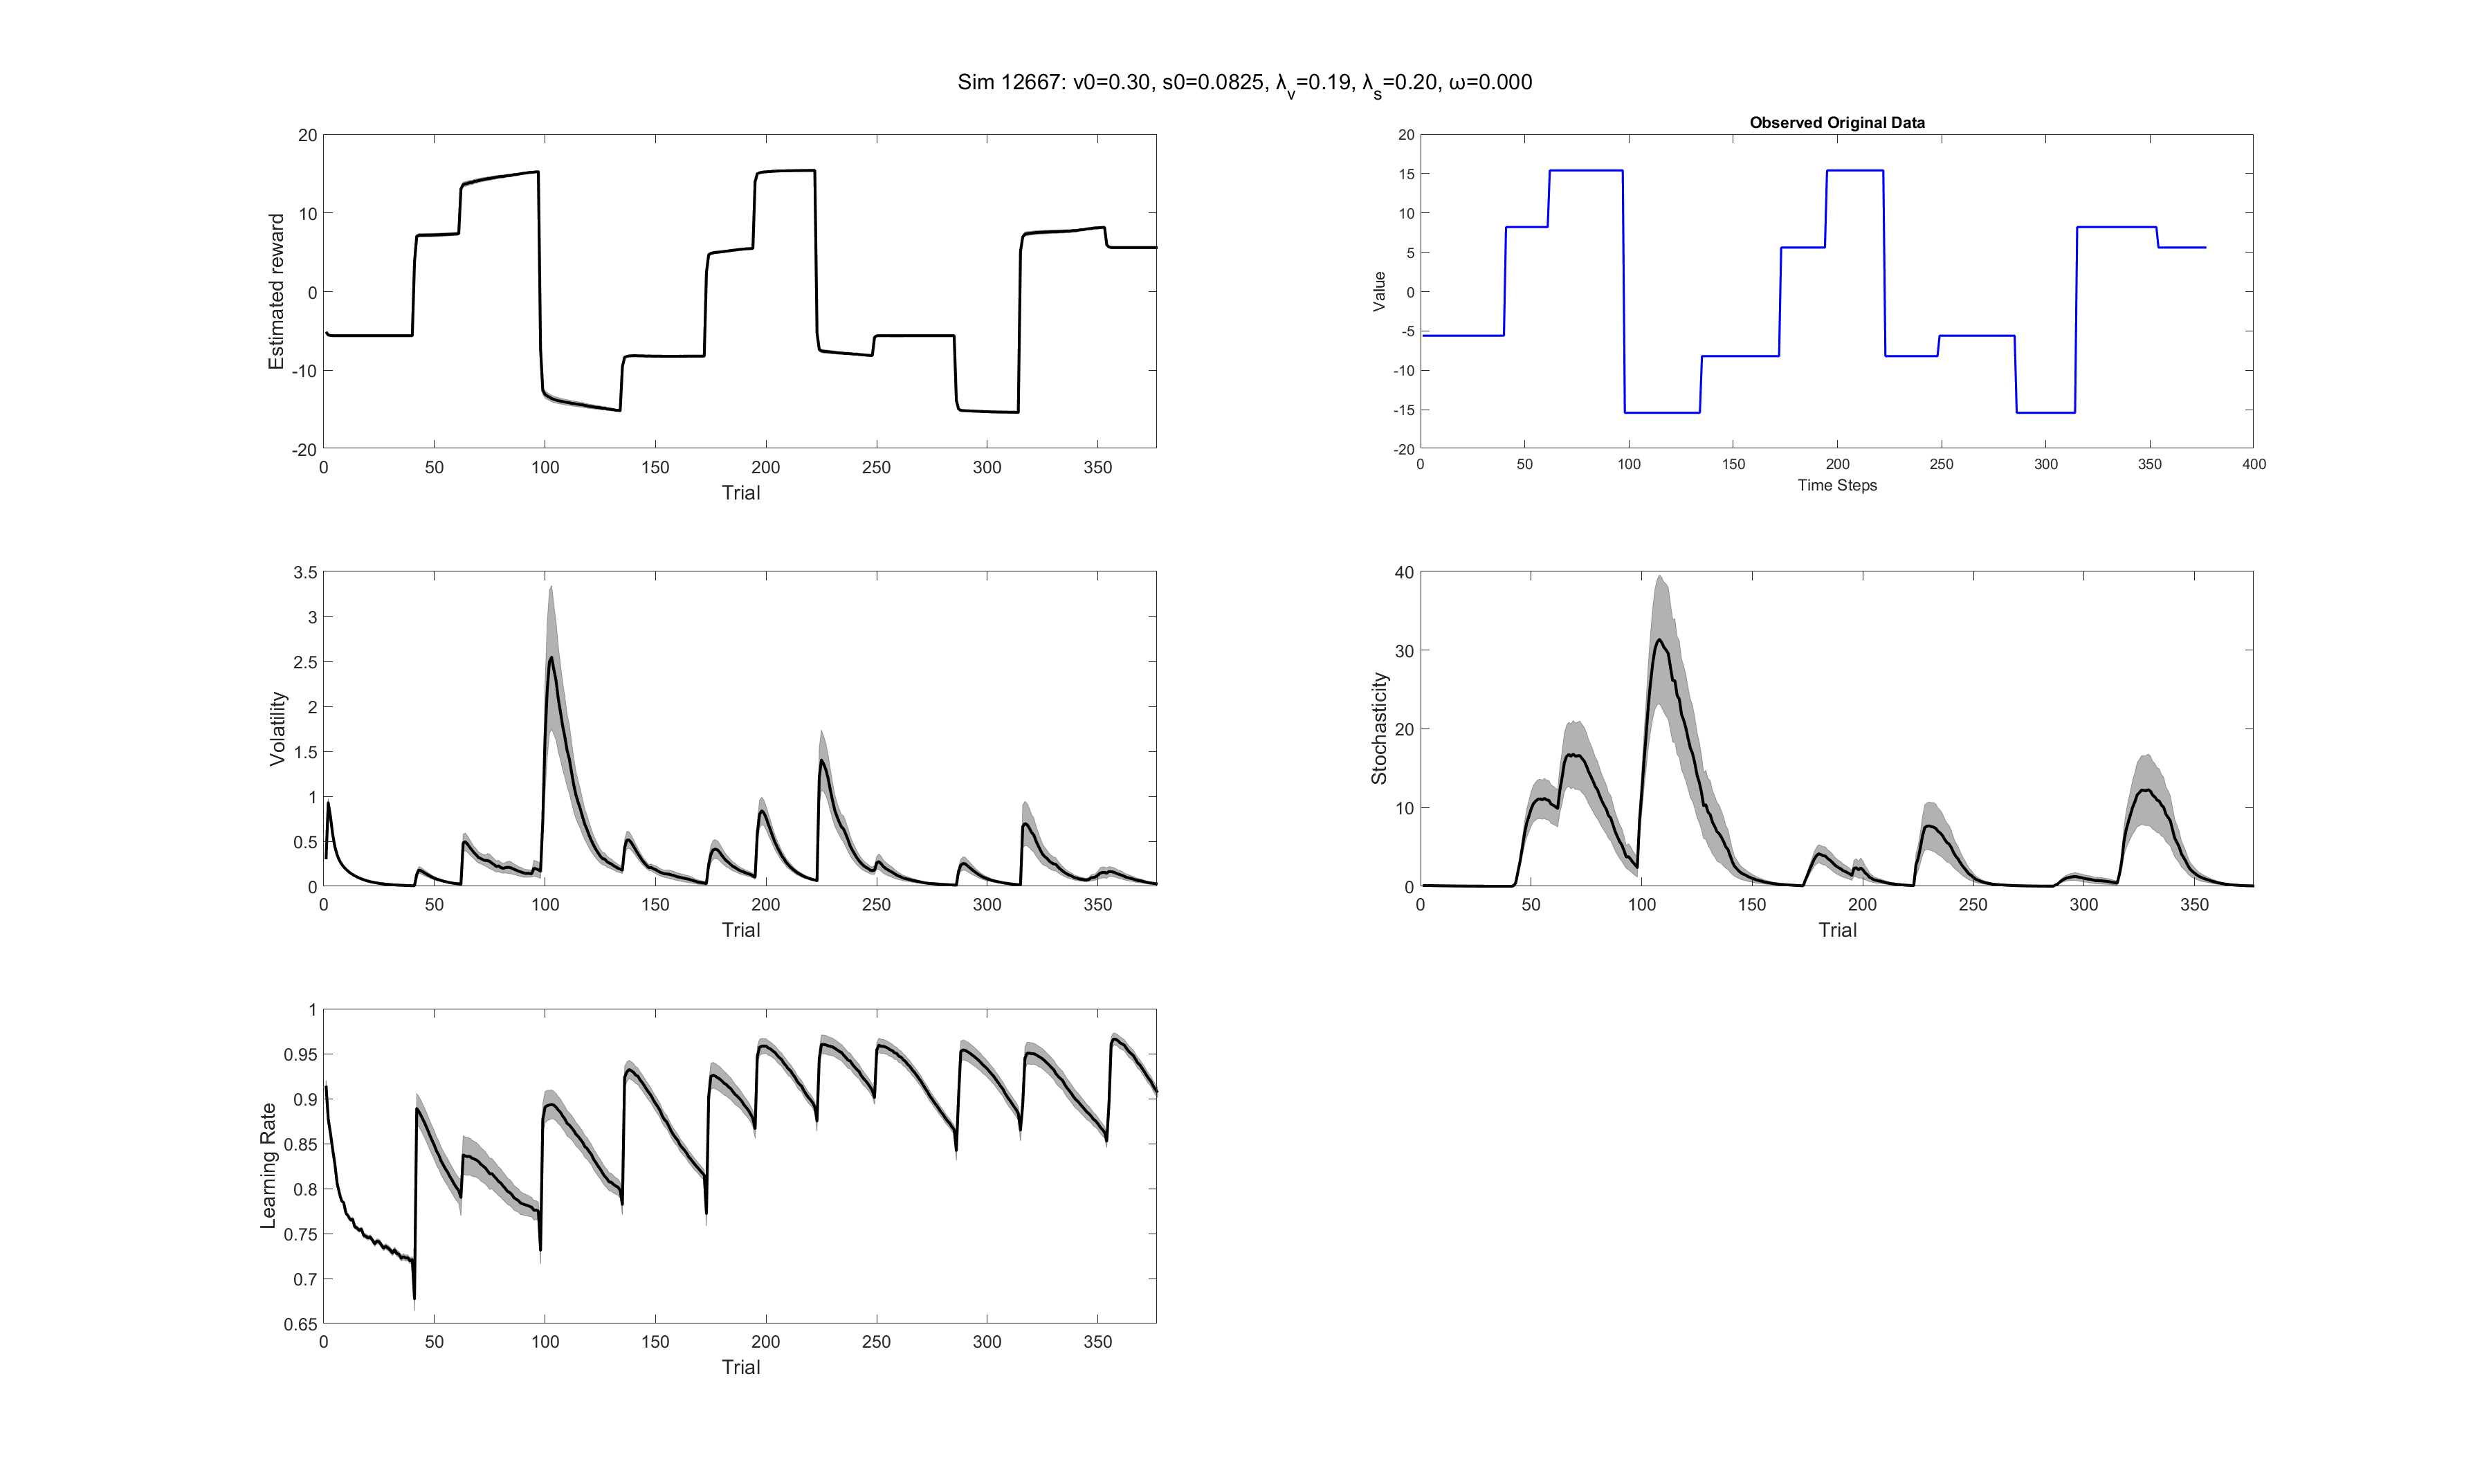 Sim 12667: v0=0.30, s0=0.0825, λv=0.19, λs=0.20, ω=0.000
Estimated reward
20
10
0
-10
-20
0 50 100 150 200 250 300 350
Trial
Observed Original Data
Value
20
15
10
5
0
-5
-10
-15
-20
0 50 100 150 200 250 300 350 400
Time Steps
Volatility
3.5
3
2.5
2
1.5
1
0.5
0
0 50 100 150 200 250 300 350
Trial
Stochasticity
40
30
20
10
0
0 50 100 150 200 250 300 350
Trial
Learning Rate
1
0.95
0.9
0.85
0.8
0.75
0.7
0.65
0 50 100 150 200 250 300 350
Trial